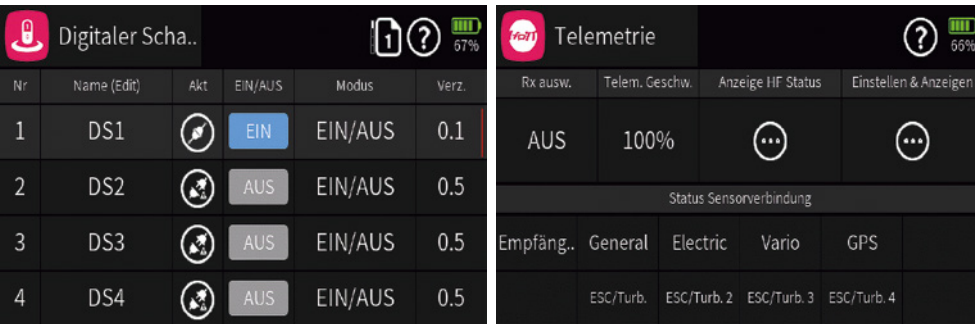 Digitaler Scha.. 1 ? 67%
Nr Name (Edit) Akt EIN/AUS Modus Verz.
1 DS1 EIN EIN/AUS 0.1
2 DS2 AUS EIN/AUS 0.5
3 DS3 AUS EIN/AUS 0.5
4 DS4 AUS EIN/AUS 0.5
HoTT Telemetrie ? 66%
Rx ausw. Telem. Geschw. Anzeige HF Status Einstellen & Anzeigen
AUS 100%
Status Sensorverbindung
Empfäng.. General Electric Vario GPS
ESC/Turb. ESC/Turb. 2 ESC/Turb. 3 ESC/Turb. 4